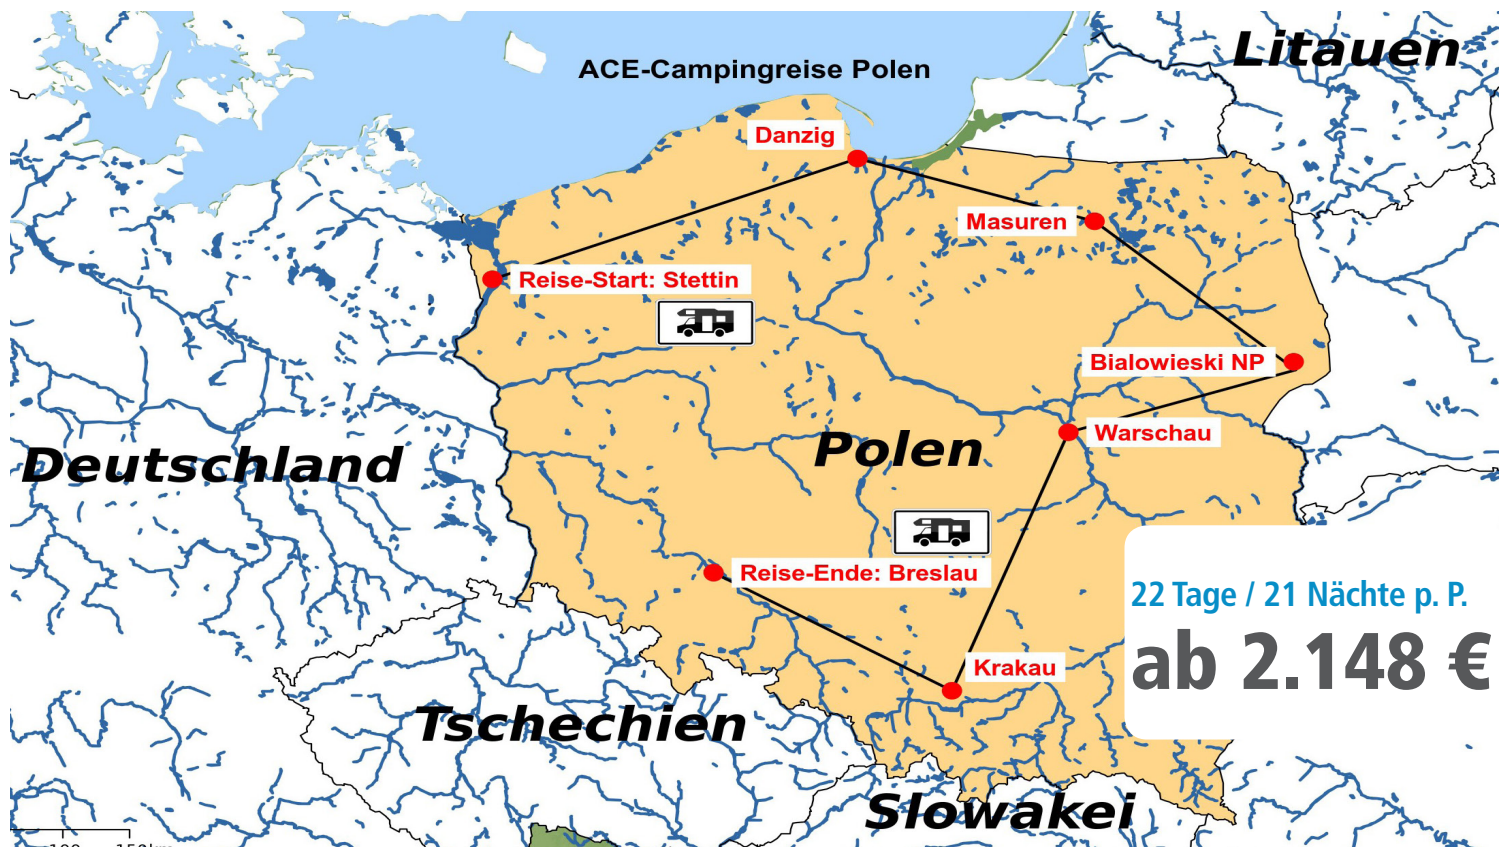 Litauen
ACE-Campingreise Polen
Danzig
Masuren
Reise-Start: Stettin
Bialowieski NP
Warschau
Polen
Deutschland
Reise-Ende: Breslau
22 Tage / 21 Nächte p. P.
ab 2.148 €
Krakau
Tschechien
Slowakei